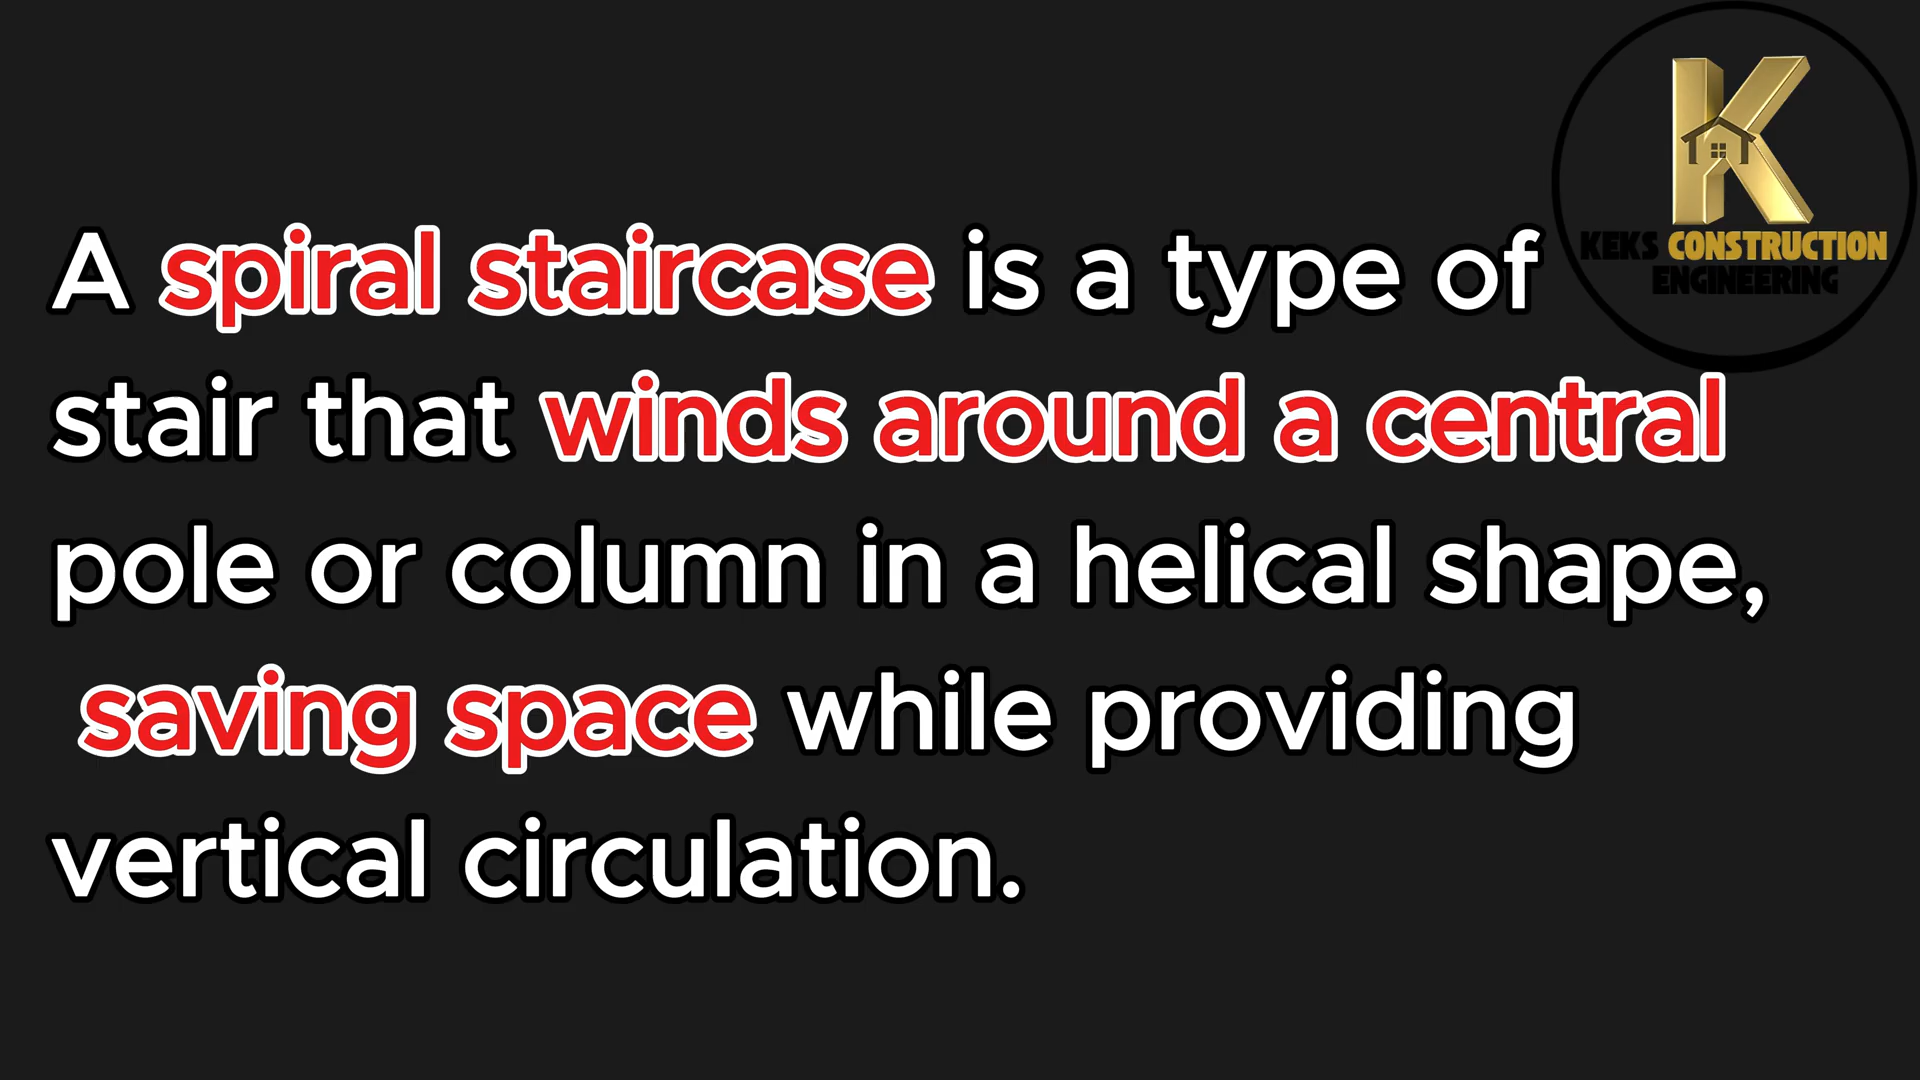 KEKS CONSTRUCTION
ENGINEERING
A spiral staircase is a type of
stair that winds around a central
pole or column in a helical shape,
saving space while providing
vertical circulation.